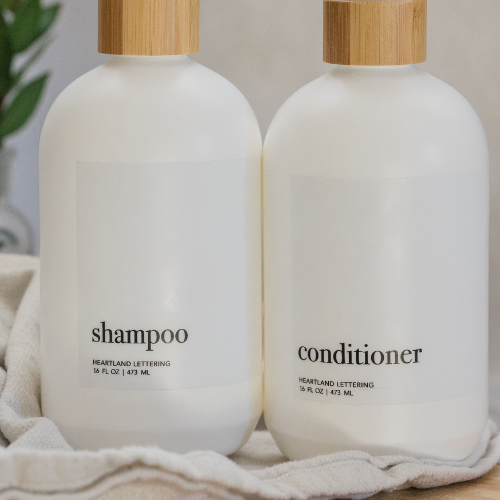 shampoo
HEARTLAND LETTERING
16 FL OZ | 473 ML
conditioner
HEARTLAND LETTERING
16 FL OZ | 473 ML